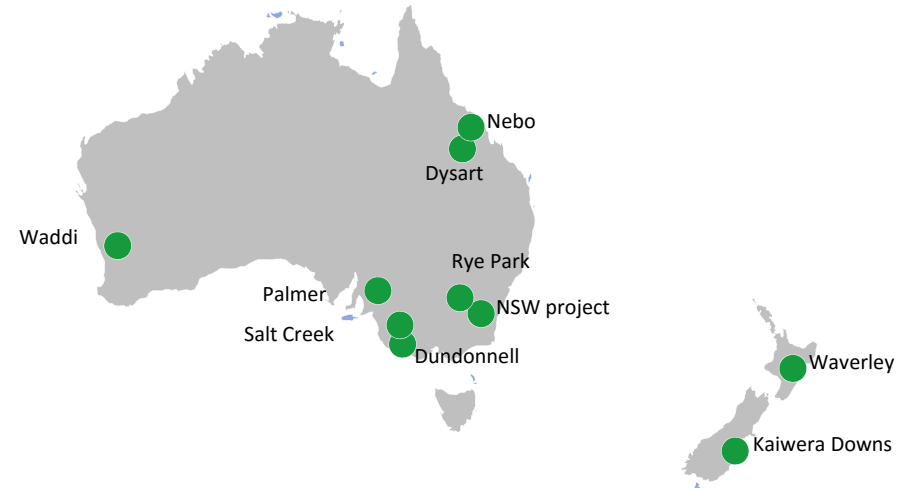 Nebo
Dysart
Waddi
Rye Park
Palmer
NSW project
Salt Creek
Dundonnell
Waverley
Kaiwera Downs